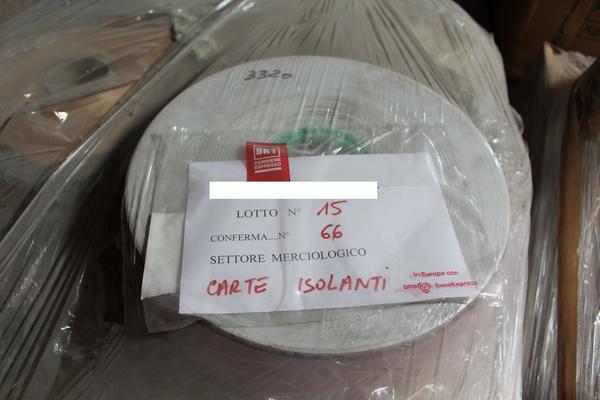 3320
BRT
CORRIERE
ESPRESSO
LOTTO N° 15
CONFERMA....N° 66
SETTORE MERCIOLOGICO
CARTE ISOLANTI
In Europa con
DPD EuroExpress